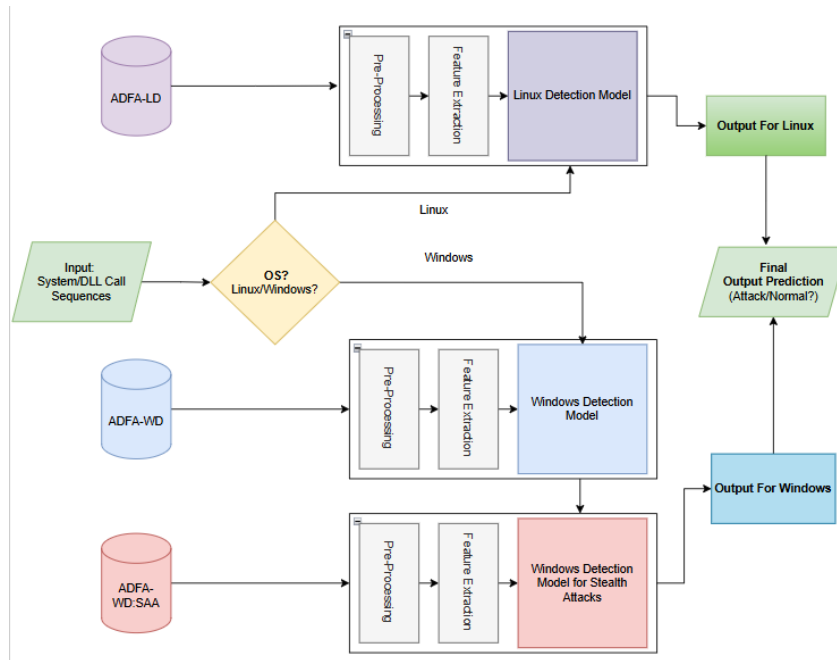 ADFA-LD
Pre-Processing
Feature Extraction
Linux Detection Model
Output For Linux
Linux
Windows
Input:
System/DLL Call
Sequences
OS?
Linux/Windows?
Final
Output Prediction
(Attack/Normal?)
ADFA-WD
Pre-Processing
Feature Extraction
Windows Detection
Model
Output For Windows
ADFA-
WD:SAA
Pre-Processing
Feature Extraction
Windows Detection
Model for Stealth
Attacks